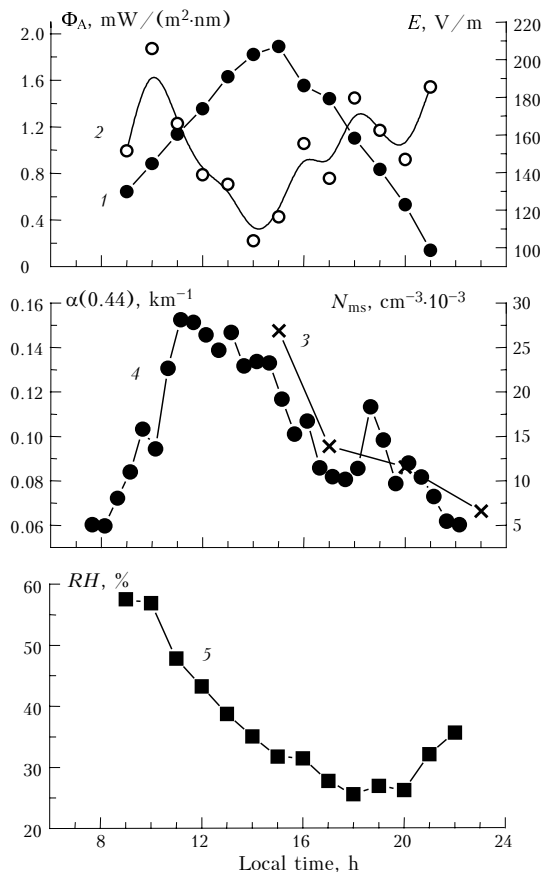 Φ_A, mW/(m²·nm) E, V/m
2.0 220
1.6 200
180
1.2 2 160
0.8 140
1
0.4 120
0 100
α(0.44), km⁻¹ N_ms, cm⁻³·10⁻³
0.16 30
0.14 3 25
4
0.12 20
0.10 15
0.08 10
0.06 5
RH, %
60
50 5
40
30
20
8 12 16 20 24
Local time, h